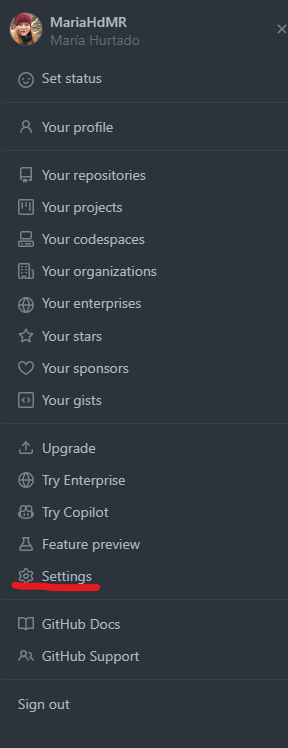 MariaHdMR
María Hurtado
Set status
Your profile
Your repositories
Your projects
Your codespaces
Your organizations
Your enterprises
Your stars
Your sponsors
Your gists
Upgrade
Try Enterprise
Try Copilot
Feature preview
Settings
GitHub Docs
GitHub Support
Sign out